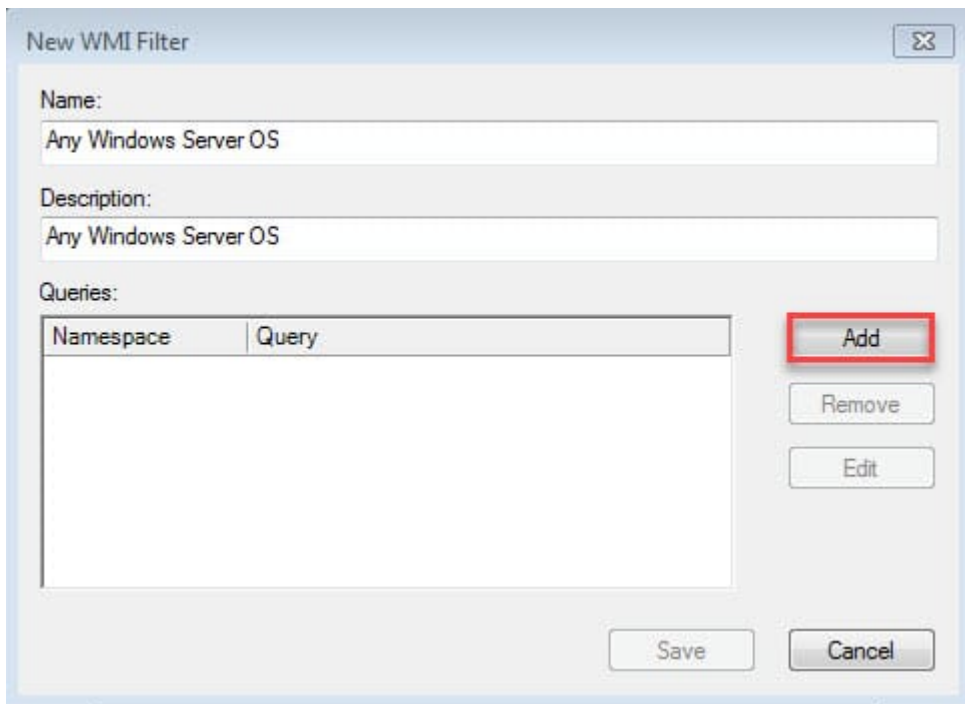 New WMI Filter
Name:
Any Windows Server OS
Description:
Any Windows Server OS
Queries:
Namespace Query
Add
Remove
Edit
Save Cancel